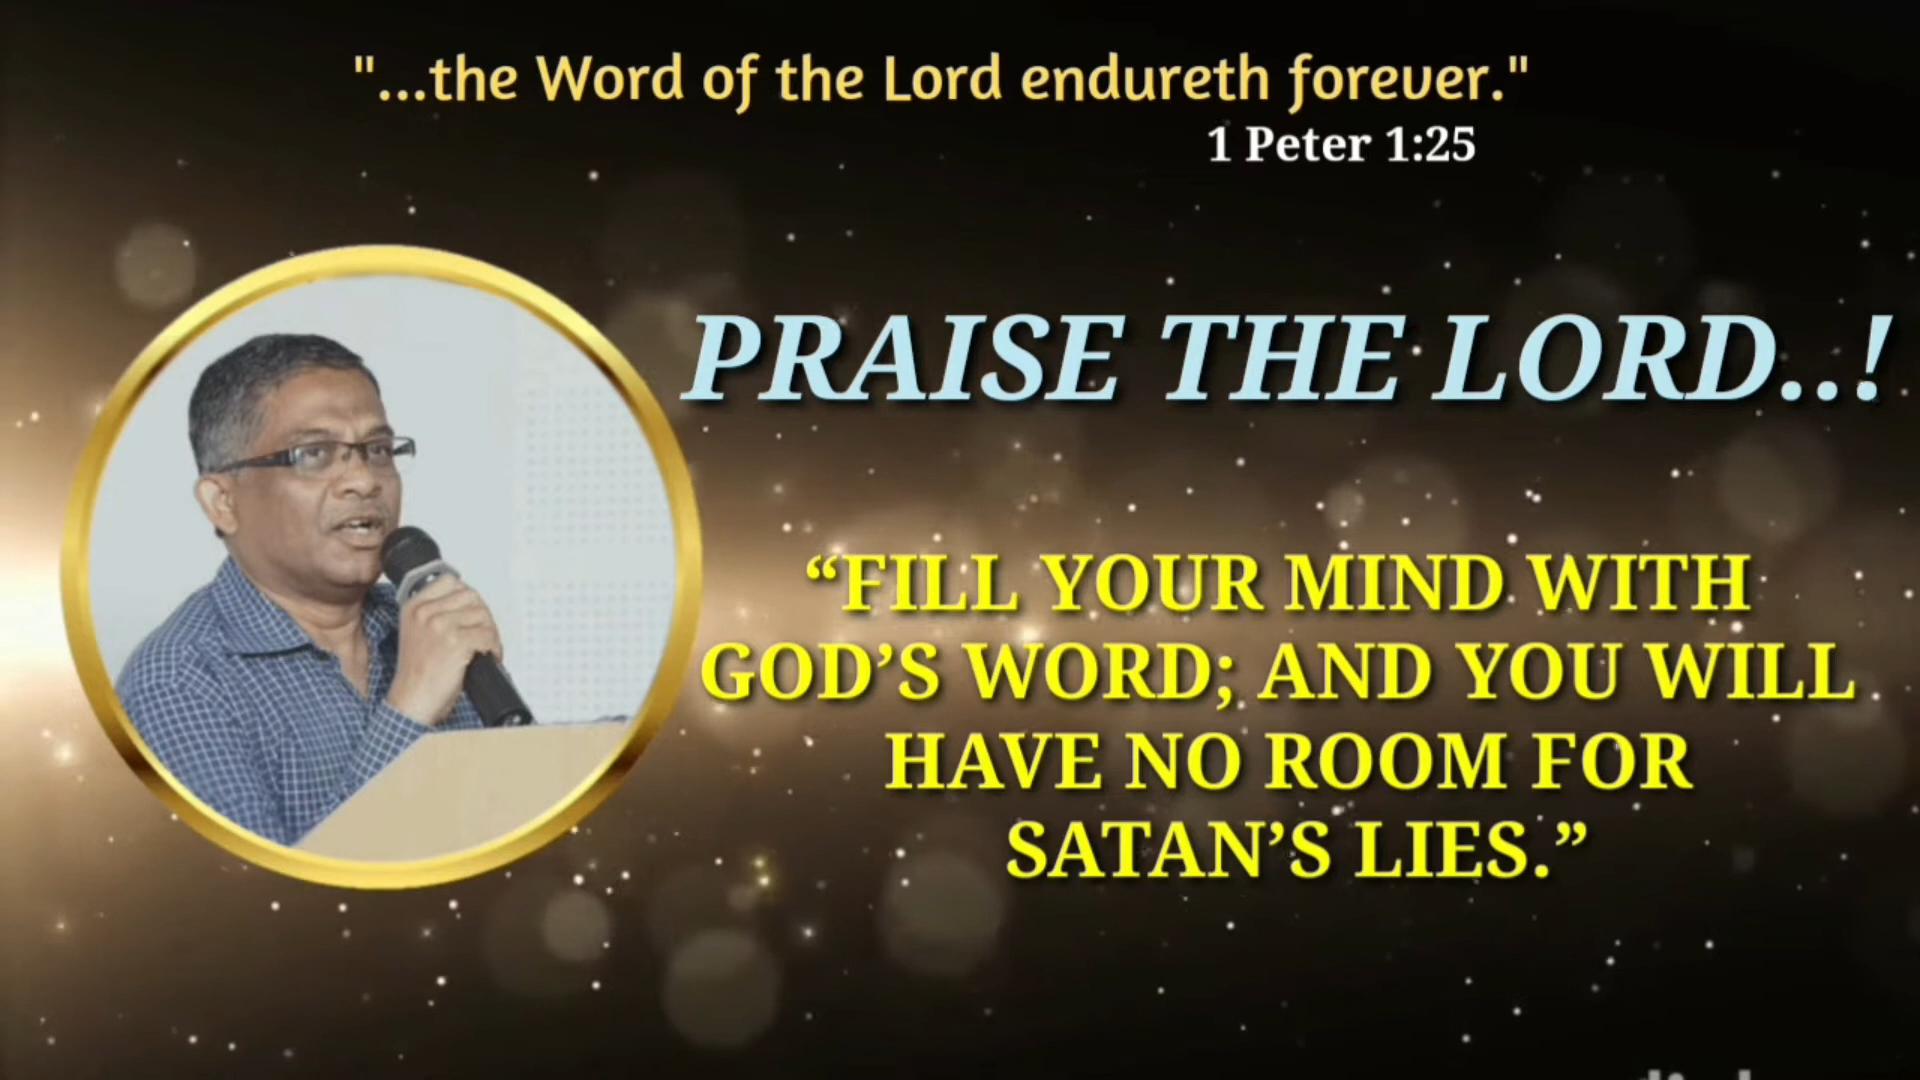 "...the Word of the Lord endureth forever."
1 Peter 1:25
PRAISE THE LORD..!
“FILL YOUR MIND WITH
GOD’S WORD; AND YOU WILL
HAVE NO ROOM FOR
SATAN’S LIES.”